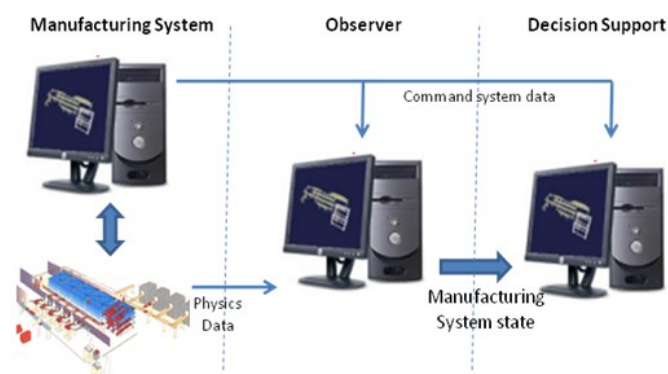 Manufacturing System
Observer
Decision Support
Command system data
Physics
Data
Manufacturing
System state